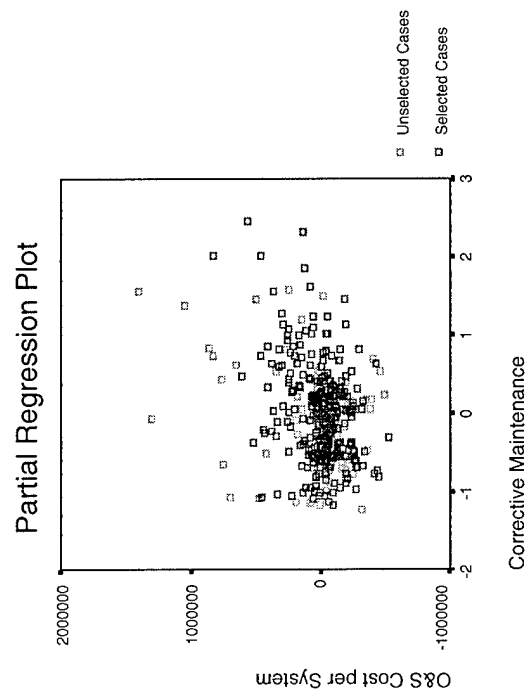 Partial Regression Plot
2000000
1000000
0
-1000000
O&S Cost per System
-2
-1
0
1
2
3
Corrective Maintenance
Unselected Cases
Selected Cases